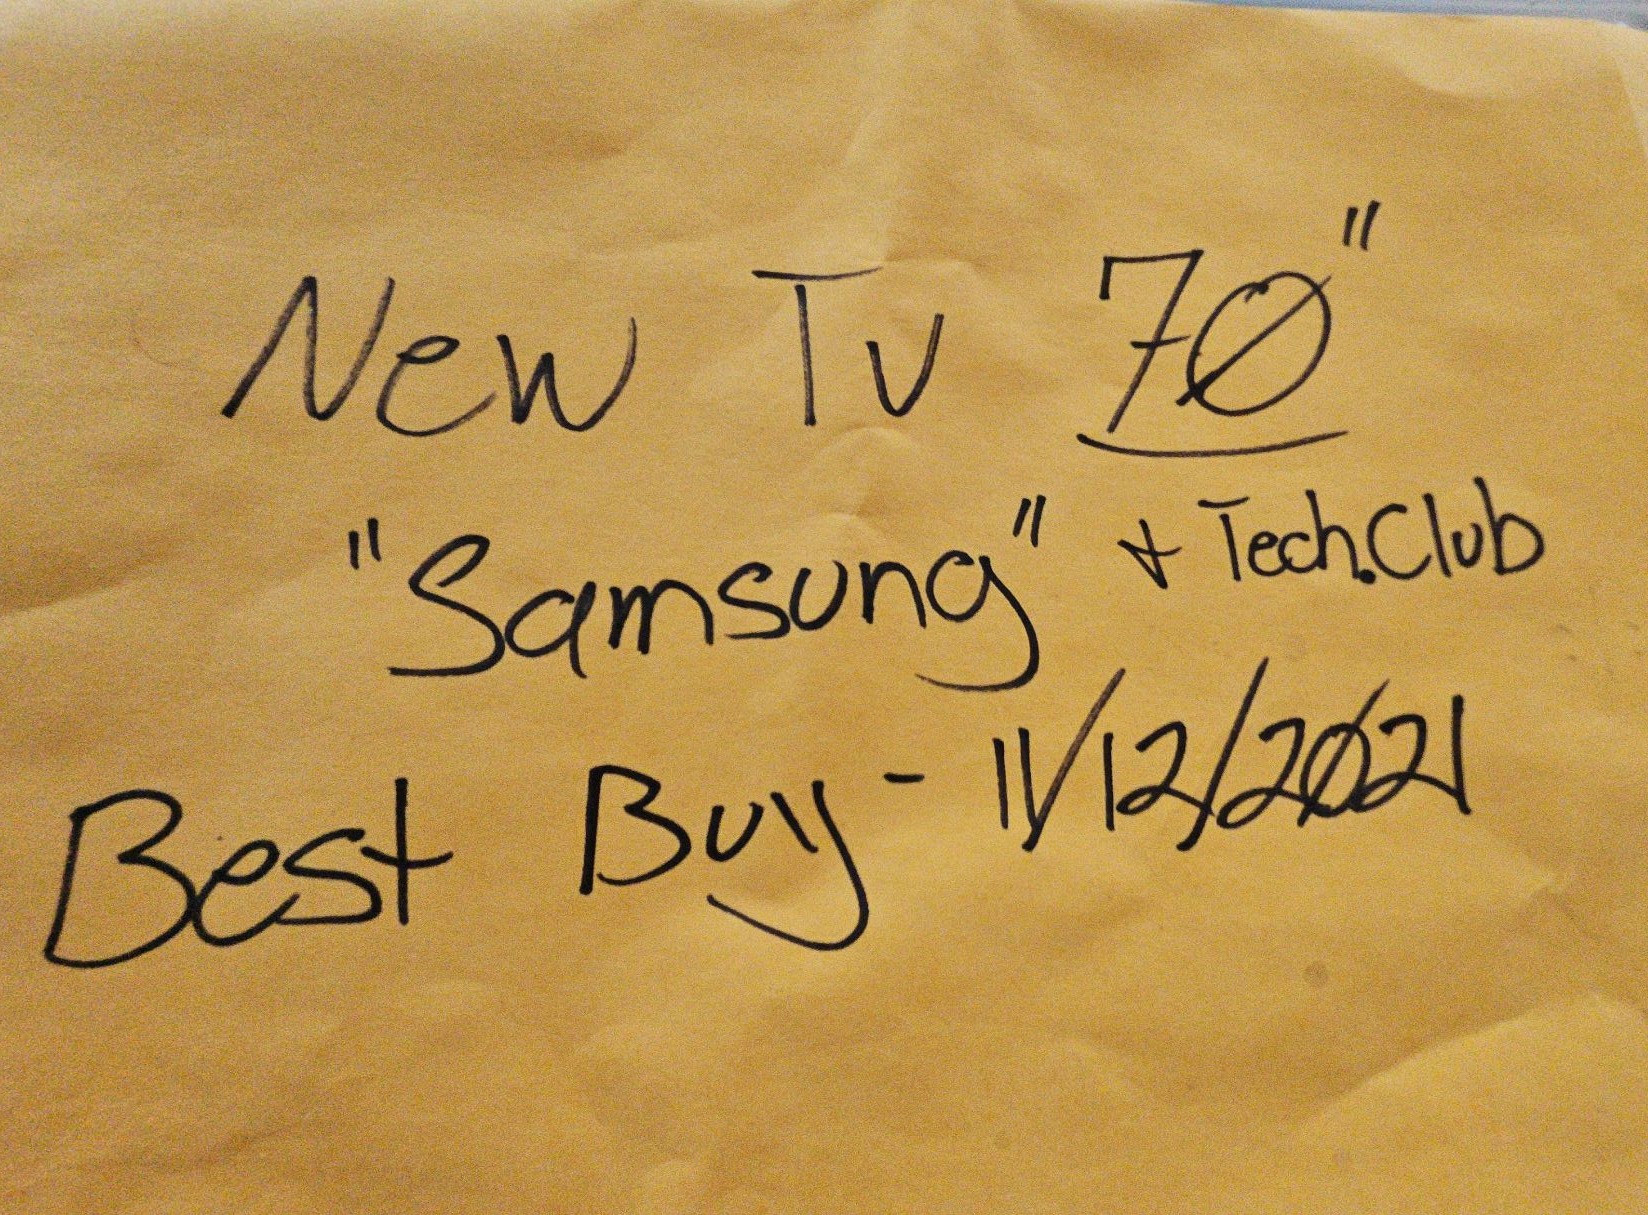 New Tv 70"
"Samsung" + Tech.Club
Best Buy - 11/12/2021